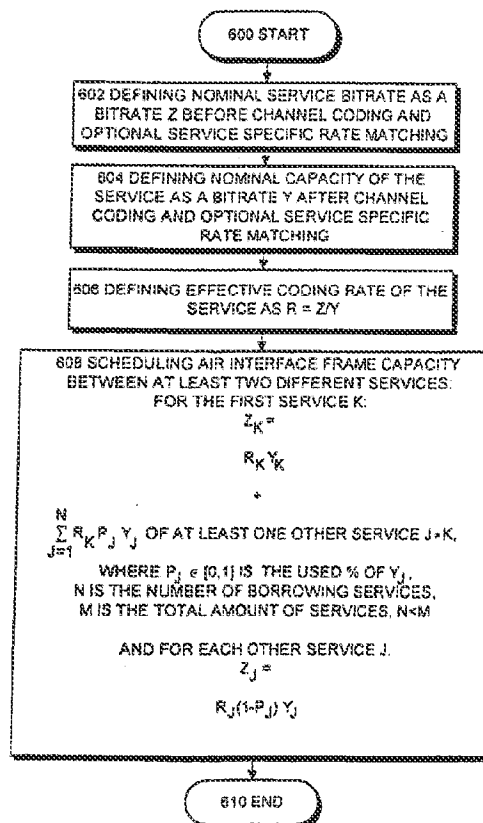 600 START
602 DEFINING NOMINAL SERVICE BITRATE AS A
BITRATE Z BEFORE CHANNEL CODING AND
OPTIONAL SERVICE SPECIFIC RATE MATCHING
604 DEFINING NOMINAL CAPACITY OF THE
SERVICE AS A BITRATE Y AFTER CHANNEL
CODING AND OPTIONAL SERVICE SPECIFIC
RATE MATCHING
606 DEFINING EFFECTIVE CODING RATE OF THE
SERVICE AS R = Z/Y
608 SCHEDULING AIR INTERFACE FRAME CAPACITY
BETWEEN AT LEAST TWO DIFFERENT SERVICES:
FOR THE FIRST SERVICE K:
Z_K =
R_K Y_K
+
N
∑ R_K P_J Y_J OF AT LEAST ONE OTHER SERVICE J≠K,
J=1
WHERE P_J ∈ [0,1] IS THE USED % OF Y_J,
N IS THE NUMBER OF BORROWING SERVICES,
M IS THE TOTAL AMOUNT OF SERVICES, N<M
AND FOR EACH OTHER SERVICE J:
Z_J =
R_J(1-P_J) Y_J
610 END